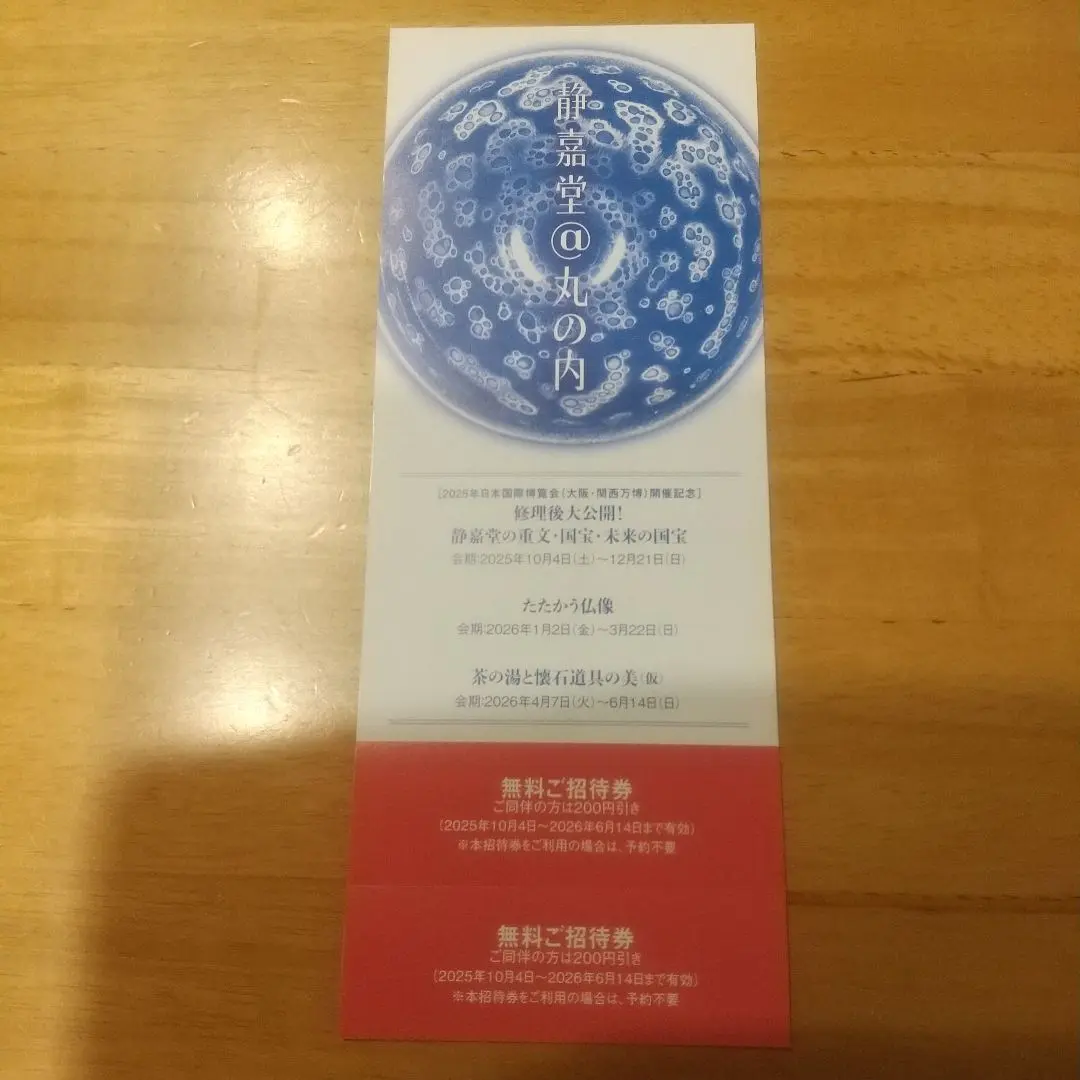 静嘉堂@丸の内
[2025年日本国際博覧会(大阪・関西万博)開催記念]
修理後大公開!
静嘉堂の重文・国宝・未来の国宝
会期:2025年10月4日(土)〜12月21日(日)
たたかう仏像
会期:2026年1月2日(金)〜3月22日(日)
茶の湯と懐石道具の美(仮)
会期:2026年4月7日(火)〜6月14日(日)
無料ご招待券
ご同伴の方は200円引き
(2025年10月4日〜2026年6月14日まで有効)
※本招待券をご利用の場合は、予約不要
無料ご招待券
ご同伴の方は200円引き
(2025年10月4日〜2026年6月14日まで有効)
※本招待券をご利用の場合は、予約不要